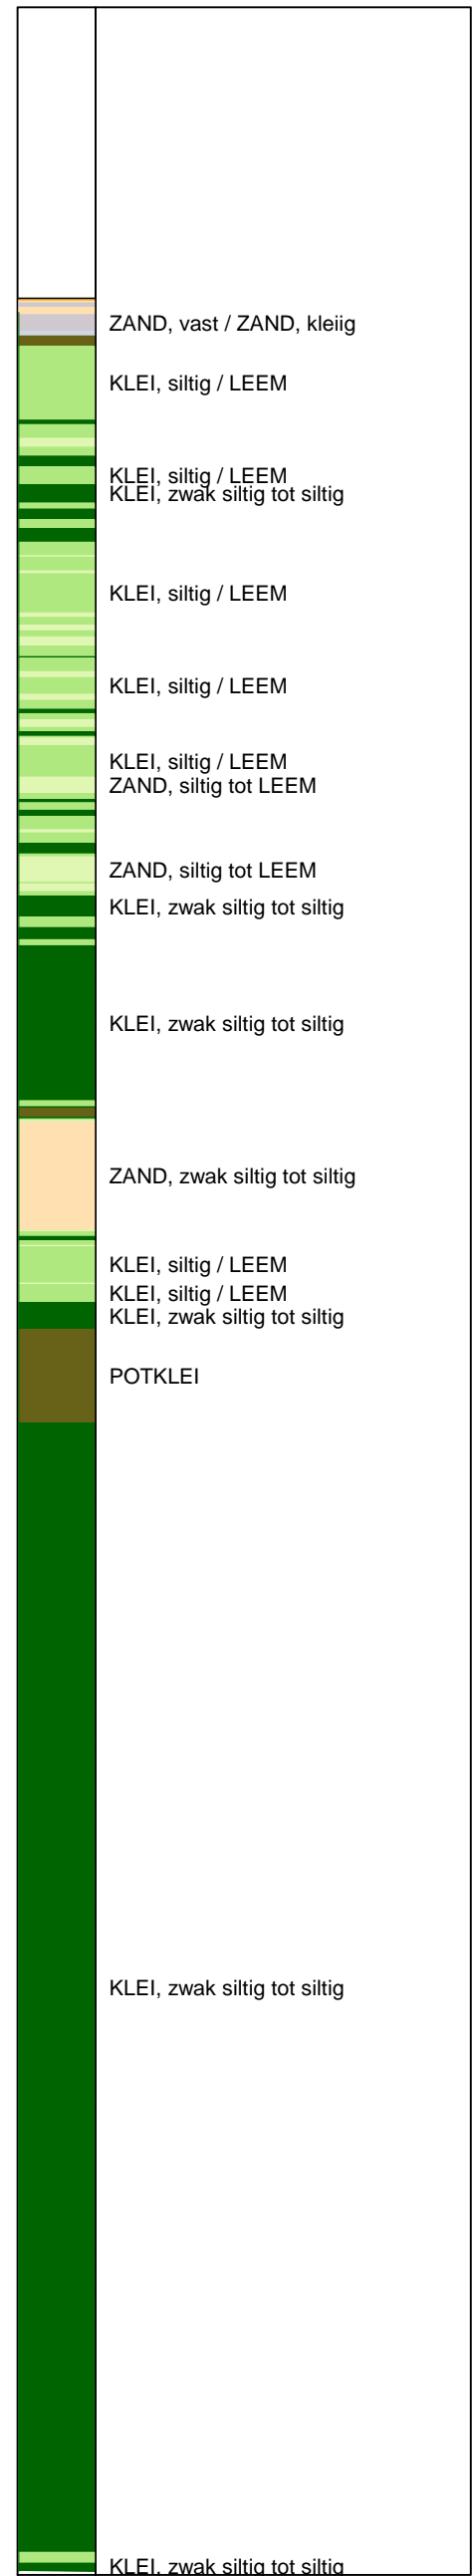 ZAND, vast / ZAND, kleiig
KLEI, siltig / LEEM
KLEI, siltig / LEEM
KLEI, zwak siltig tot siltig
KLEI, siltig / LEEM
KLEI, siltig / LEEM
KLEI, siltig / LEEM
ZAND, siltig tot LEEM
ZAND, siltig tot LEEM
KLEI, zwak siltig tot siltig
KLEI, zwak siltig tot siltig
ZAND, zwak siltig tot siltig
KLEI, siltig / LEEM
KLEI, siltig / LEEM
KLEI, zwak siltig tot siltig
POTKLEI
KLEI, zwak siltig tot siltig
KLEI, zwak siltig tot siltig